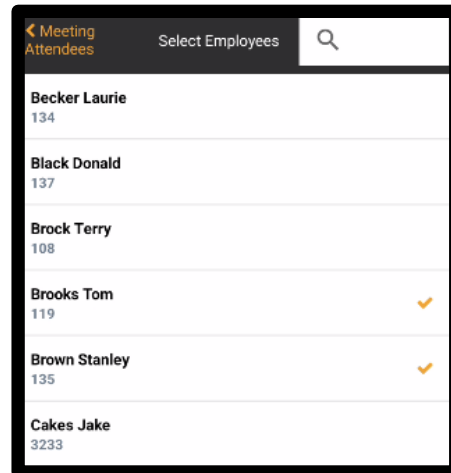 Meeting
Attendees
Select Employees
Becker Laurie
134
Black Donald
137
Brock Terry
108
Brooks Tom
119
Brown Stanley
135
Cakes Jake
3233